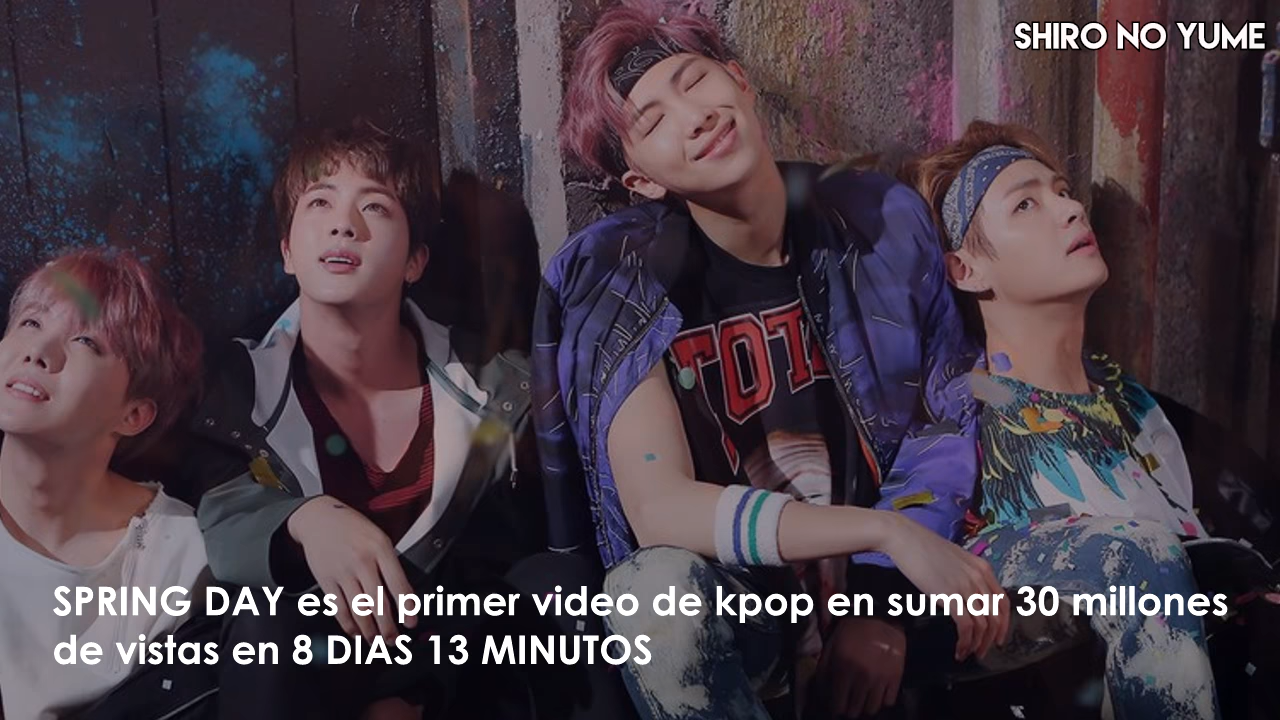 SHIRO NO YUME
TOT
SPRING DAY es el primer video de kpop en sumar 30 millones
de vistas en 8 DIAS 13 MINUTOS